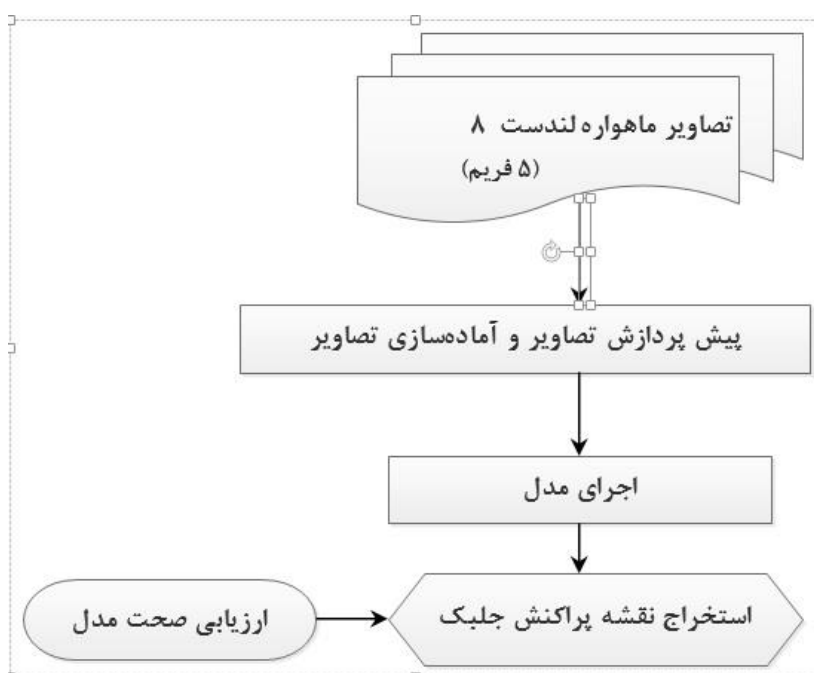 تصاویر ماهواره لندست ۸
(۵ فریم)
پیش پردازش تصاویر و آماده‌سازی تصاویر
اجرای مدل
استخراج نقشه پراکنش جلبک
ارزیابی صحت مدل